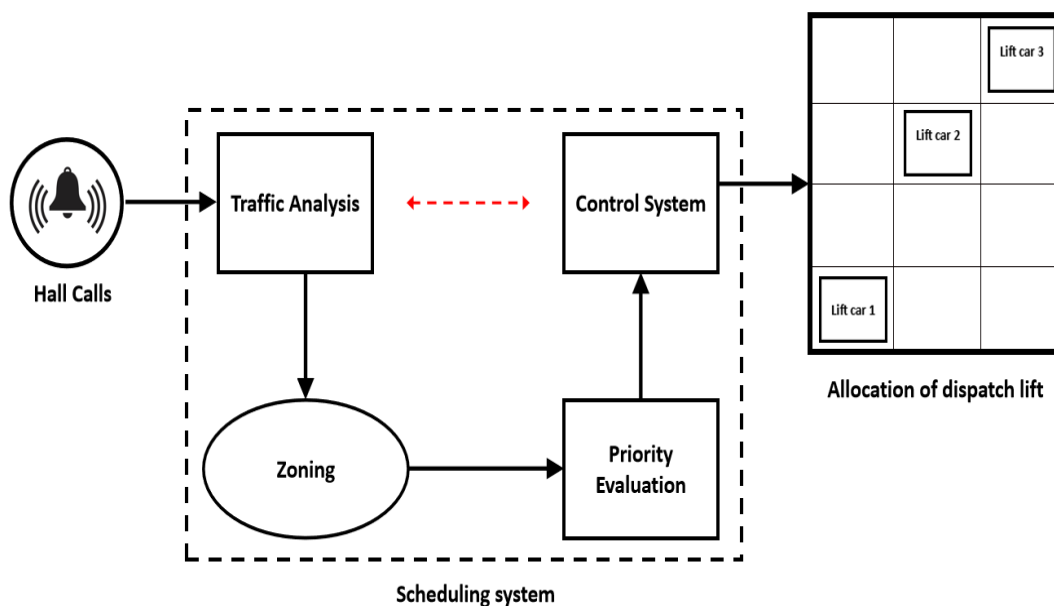 Hall Calls
Traffic Analysis
Control System
Zoning
Priority
Evaluation
Scheduling system
Lift car 3
Lift car 2
Lift car 1
Allocation of dispatch lift